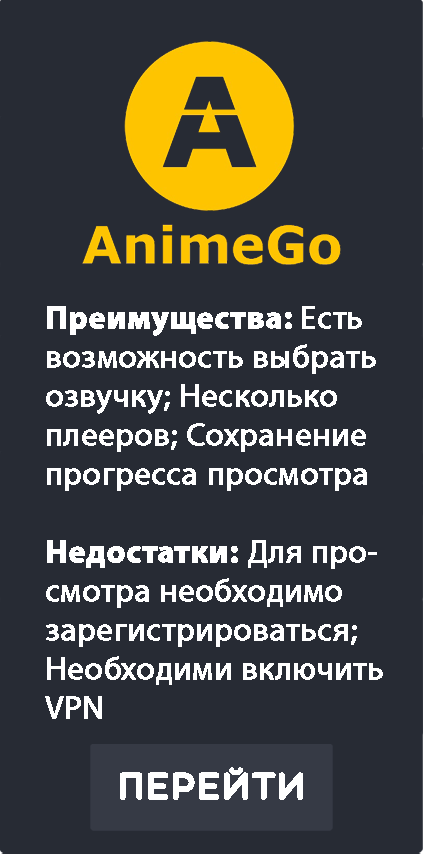 AnimeGo
Преимущества: Есть
возможность выбрать
озвучку; Несколько
плееров; Сохранение
прогресса просмотра
Недостатки: Для про-
смотра необходимо
зарегистрироваться;
Необходими включить
VPN
ПЕРЕЙТИ